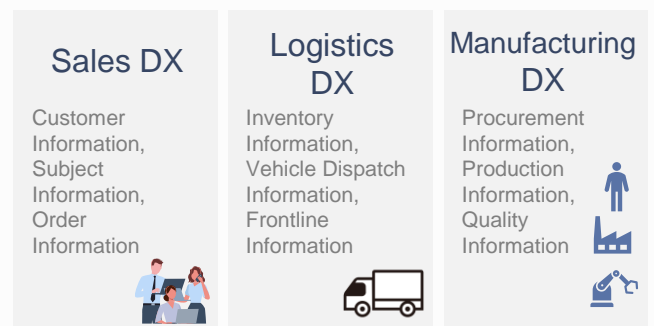 Sales DX
Customer
Information,
Subject
Information,
Order
Information
Logistics
DX
Inventory
Information,
Vehicle Dispatch
Information,
Frontline
Information
Manufacturing
DX
Procurement
Information,
Production
Information,
Quality
Information